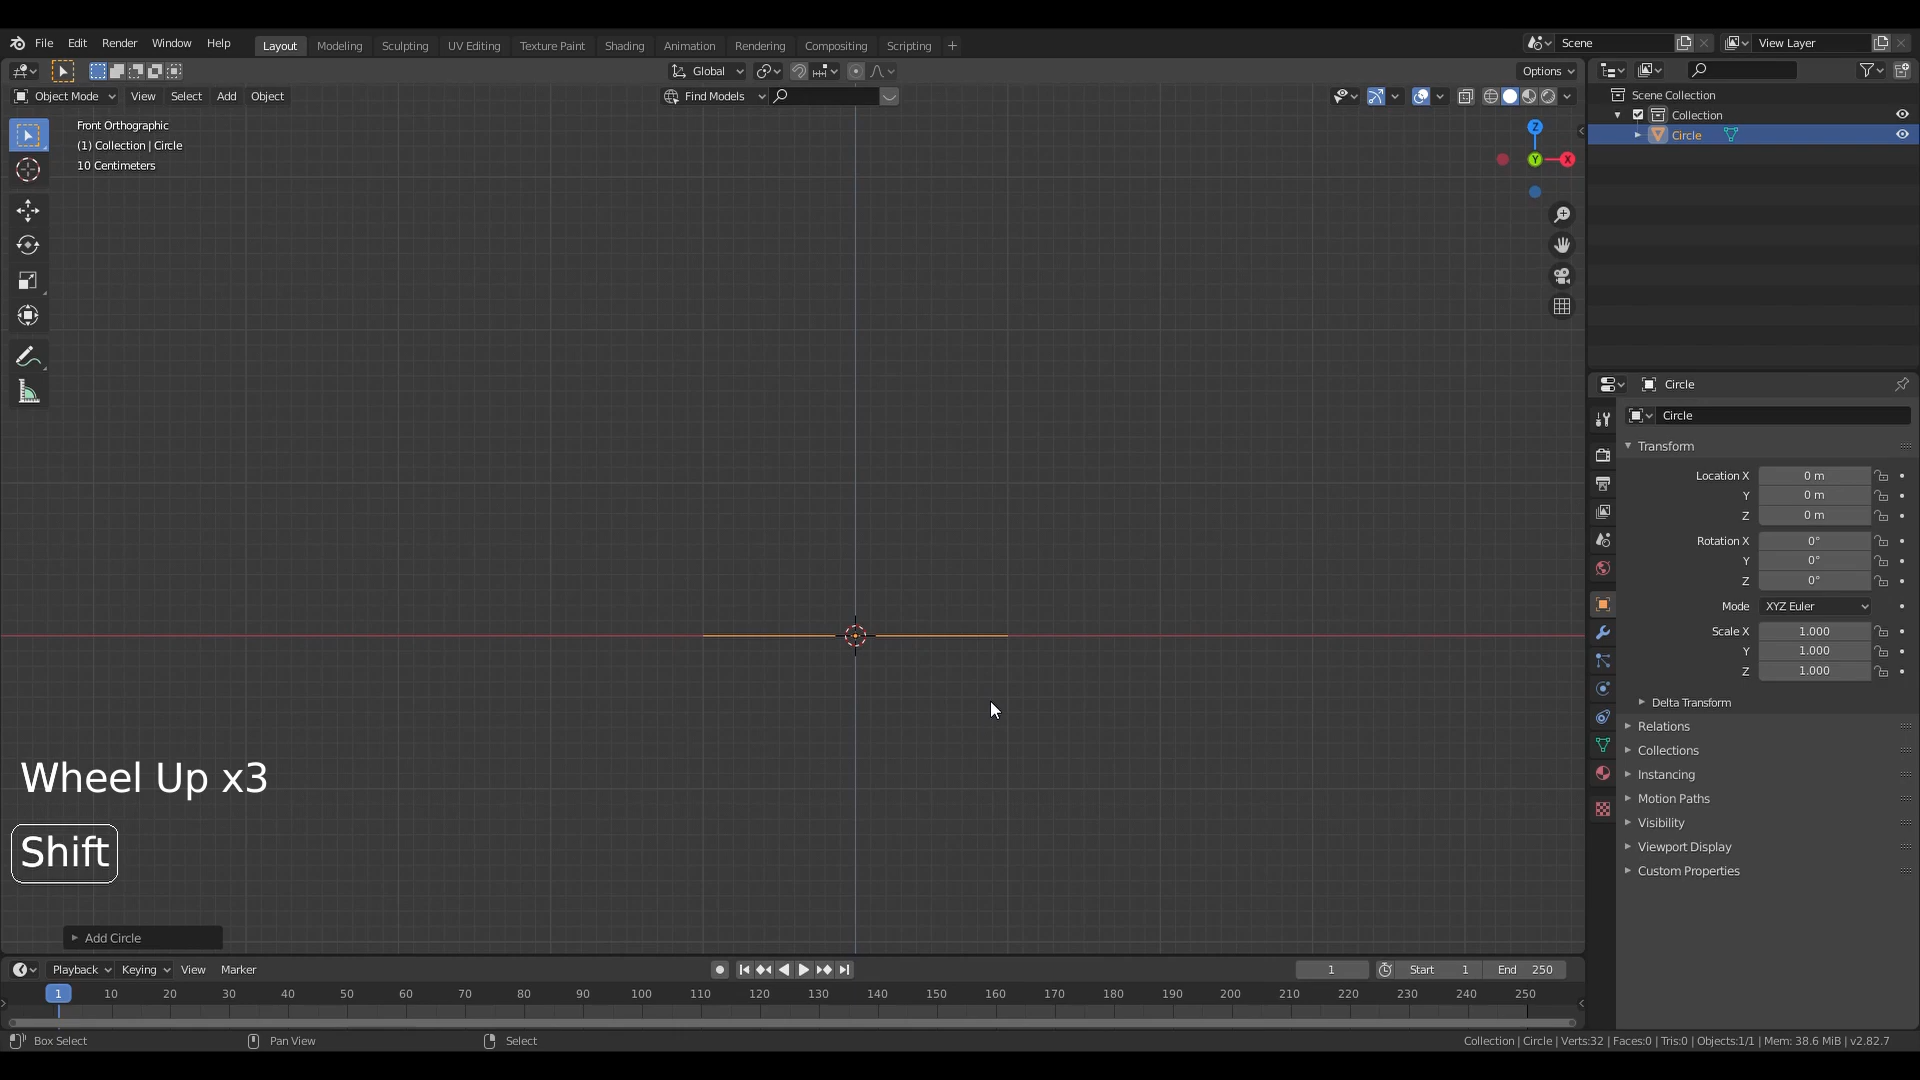 File Edit Render Window Help Layout Modeling Sculpting UV Editing Texture Paint Shading Animation Rendering Compositing Scripting + Scene View Layer
Global Options
Object Mode View Select Add Object Find Models
Front Orthographic
(1) Collection | Circle
10 Centimeters
Z
Y
X
Scene Collection
Collection
Circle
Circle
Circle
Transform
Location X 0 m
Y 0 m
Z 0 m
Rotation X 0°
Y 0°
Z 0°
Mode XYZ Euler
Scale X 1.000
Y 1.000
Z 1.000
Delta Transform
Relations
Collections
Instancing
Motion Paths
Visibility
Viewport Display
Custom Properties
Wheel Up x3
Shift
Add Circle
Playback Keying View Marker 1 Start 1 End 250
1 10 20 30 40 50 60 70 80 90 100 110 120 130 140 150 160 170 180 190 200 210 220 230 240 250
Box Select Pan View Select Collection | Circle | Verts:32 | Faces:0 | Tris:0 | Objects:1/1 | Mem: 38.6 MiB | v2.82.7